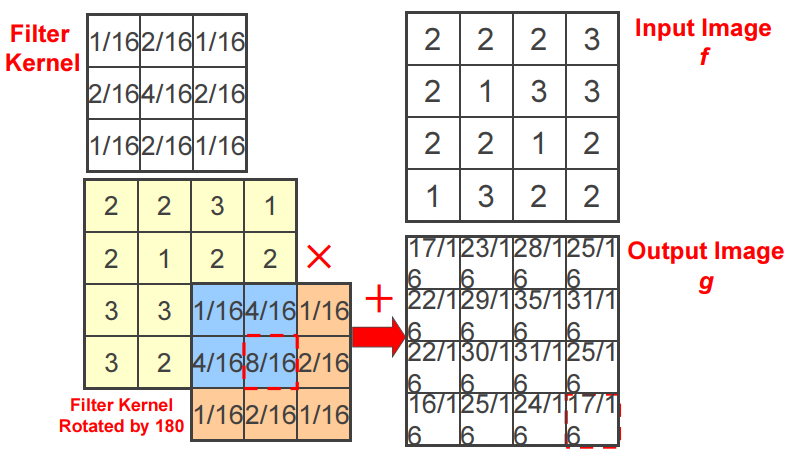 Filter
Kernel
1/16 2/16 1/16
2/16 4/16 2/16
1/16 2/16 1/16
2 2 2 3
2 1 3 3
2 2 1 2
1 3 2 2
Input Image
f
2 2 3 1
2 1 2 2 ×
3 3 1/16 4/16 1/16
3 2 4/16 8/16 2/16
1/16 2/16 1/16
Filter Kernel
Rotated by 180
+
17/16 23/16 28/16 25/16
22/16 29/16 35/16 31/16
22/16 30/16 31/16 25/16
16/16 25/16 24/16 17/16
Output Image
g